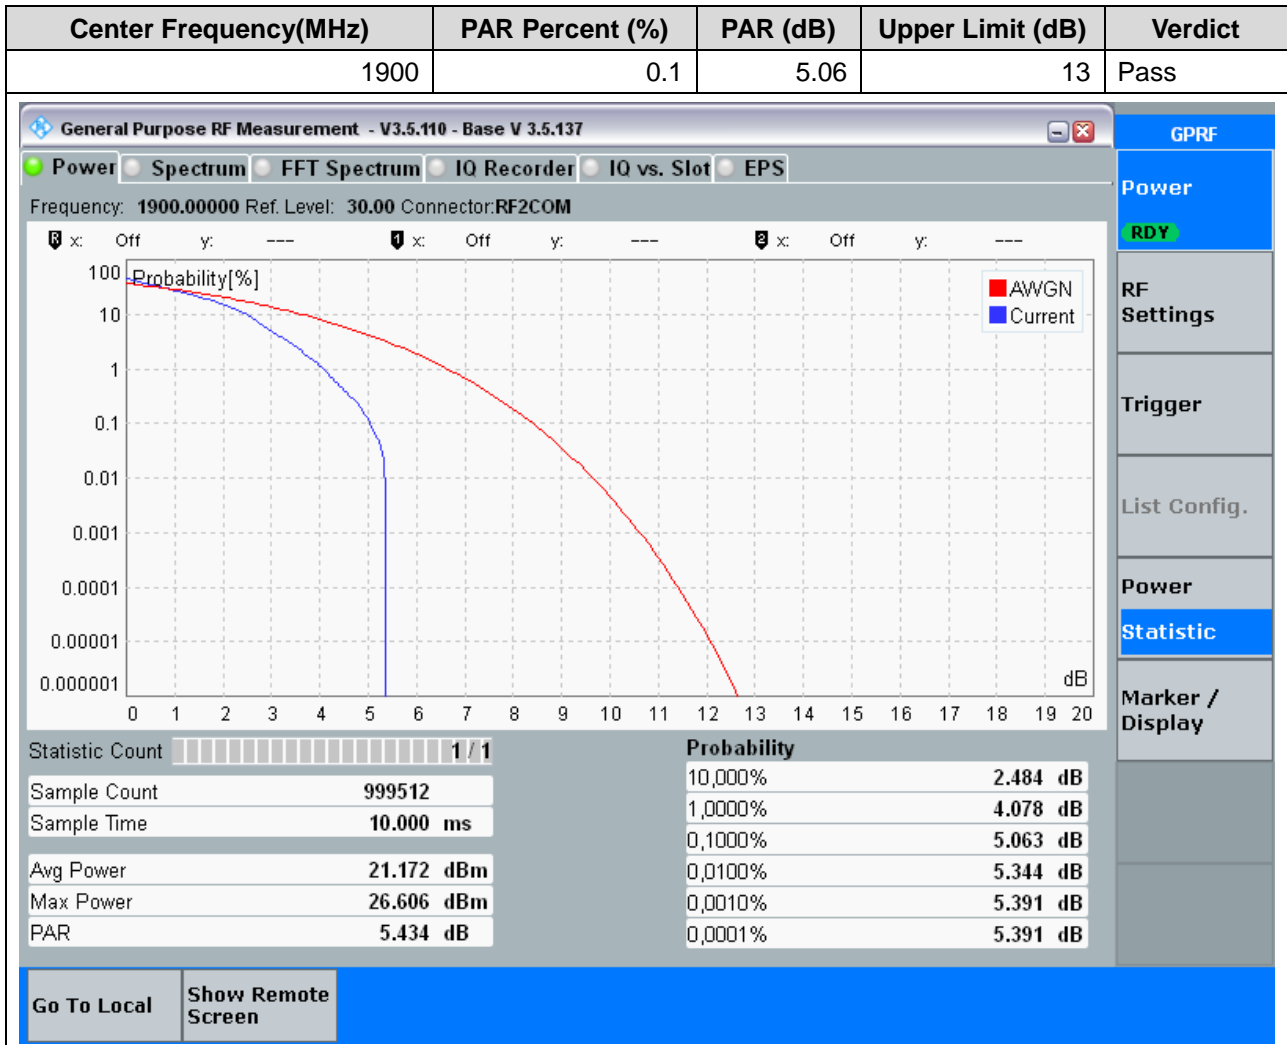 Center Frequency(MHz) PAR Percent (%) PAR (dB) Upper Limit (dB) Verdict
1900 0.1 5.06 13 Pass
General Purpose RF Measurement - V3.5.110 - Base V 3.5.137
GPRF
Power Spectrum FFT Spectrum IQ Recorder IQ vs. Slot EPS
Power
RDY
Frequency: 1900.00000 Ref. Level: 30.00 Connector:RF2COM
R x: Off y: --- 1 x: Off y: --- 2 x: Off y: ---
Probability[%]
AWGN
Current
100
10
1
0.1
0.01
0.001
0.0001
0.00001
0.000001
dB
0 1 2 3 4 5 6 7 8 9 10 11 12 13 14 15 16 17 18 19 20
RF
Settings
Trigger
List Config.
Power
Statistic
Marker /
Display
Statistic Count 1 / 1
Sample Count 999512
Sample Time 10.000 ms
Avg Power 21.172 dBm
Max Power 26.606 dBm
PAR 5.434 dB
Probability
10,000% 2.484 dB
1,0000% 4.078 dB
0,1000% 5.063 dB
0,0100% 5.344 dB
0,0010% 5.391 dB
0,0001% 5.391 dB
Go To Local
Show Remote
Screen